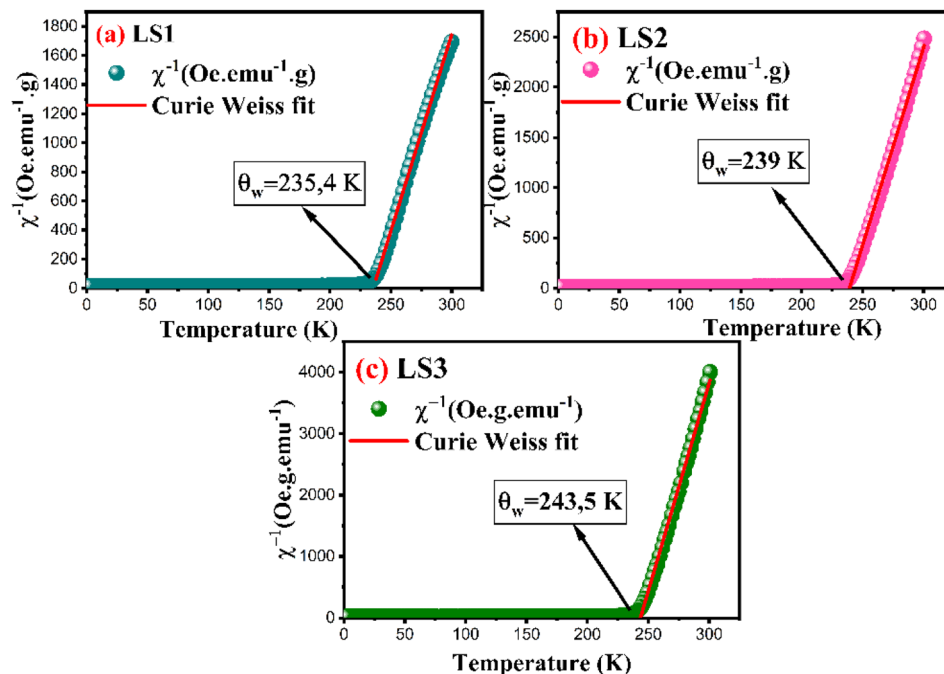 (a) LS1
χ⁻¹(Oe.emu⁻¹.g)
Curie Weiss fit
θw=235,4 K
χ⁻¹(Oe.emu⁻¹.g)
1800
1600
1400
1200
1000
800
600
400
200
0
0 50 100 150 200 250 300
Temperature (K)
(b) LS2
χ⁻¹(Oe.emu⁻¹.g)
Curie Weiss fit
θw=239 K
χ⁻¹(Oe.emu⁻¹.g)
2500
2000
1500
1000
500
0
0 50 100 150 200 250 300
Temperature (K)
(c) LS3
χ⁻¹(Oe.g.emu⁻¹)
Curie Weiss fit
θw=243,5 K
χ⁻¹(Oe.g.emu⁻¹)
4000
3000
2000
1000
0
0 50 100 150 200 250 300
Temperature (K)